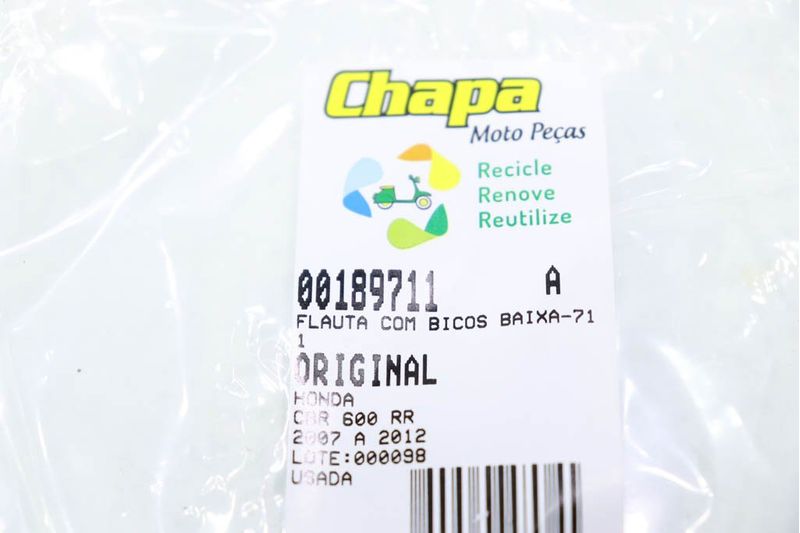 Chapa
Moto Peças
Recicle
Renove
Reutilize
00189711 A
FLAUTA COM BICOS BAIXA-71
1
ORIGINAL
HONDA
CBR 600 RR
2007 A 2012
LOTE:000098
USADA